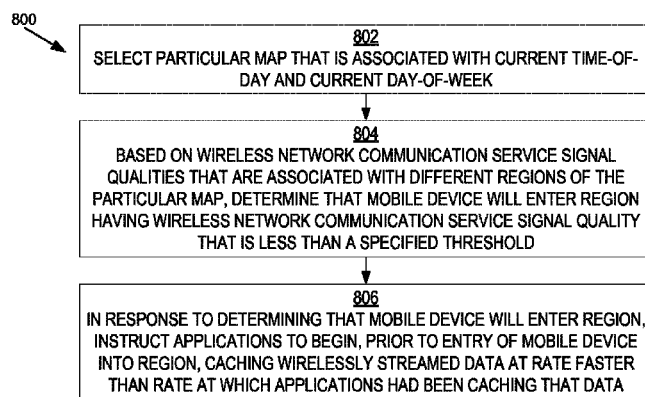 800
802
SELECT PARTICULAR MAP THAT IS ASSOCIATED WITH CURRENT TIME-OF-
DAY AND CURRENT DAY-OF-WEEK
804
BASED ON WIRELESS NETWORK COMMUNICATION SERVICE SIGNAL
QUALITIES THAT ARE ASSOCIATED WITH DIFFERENT REGIONS OF THE
PARTICULAR MAP, DETERMINE THAT MOBILE DEVICE WILL ENTER REGION
HAVING WIRELESS NETWORK COMMUNICATION SERVICE SIGNAL QUALITY
THAT IS LESS THAN A SPECIFIED THRESHOLD
806
IN RESPONSE TO DETERMINING THAT MOBILE DEVICE WILL ENTER REGION,
INSTRUCT APPLICATIONS TO BEGIN, PRIOR TO ENTRY OF MOBILE DEVICE
INTO REGION, CACHING WIRELESSLY STREAMED DATA AT RATE FASTER
THAN RATE AT WHICH APPLICATIONS HAD BEEN CACHING THAT DATA